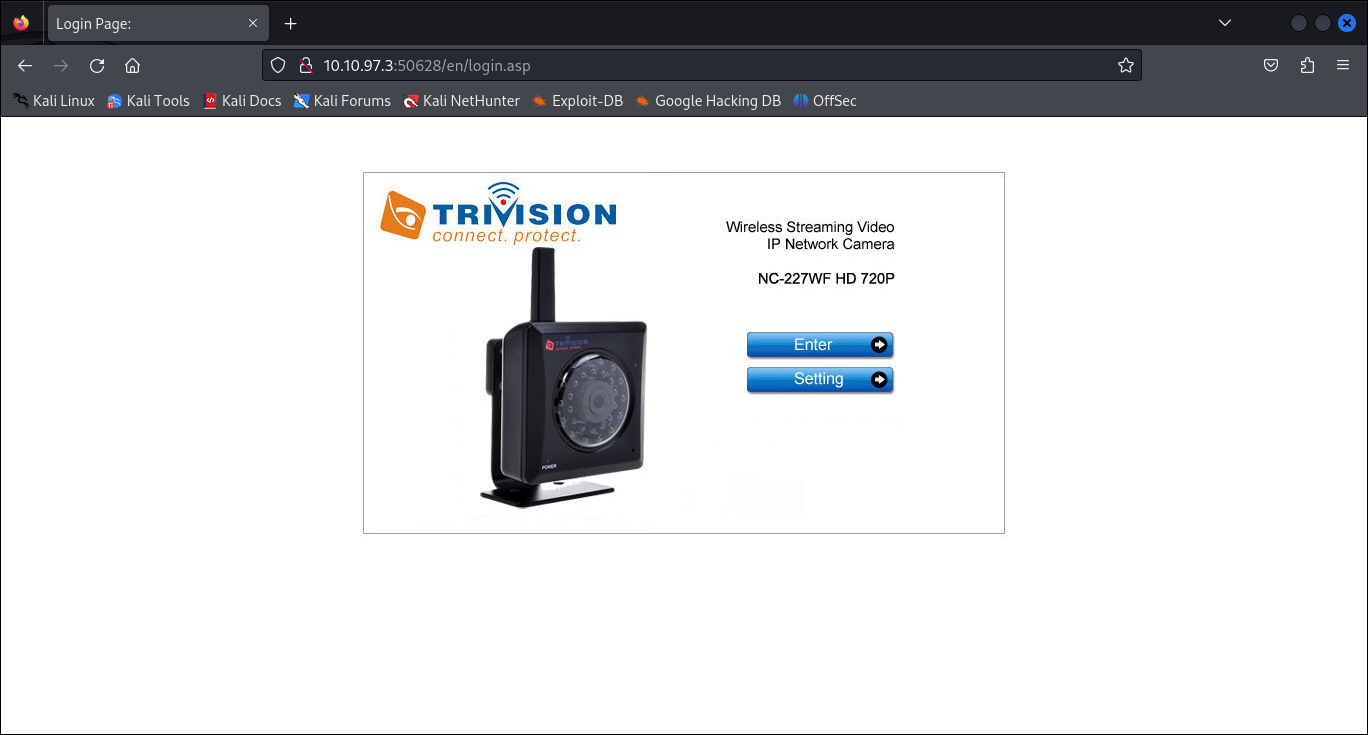 Login Page:
10.10.97.3:50628/en/login.asp
Kali Linux Kali Tools Kali Docs Kali Forums Kali NetHunter Exploit-DB Google Hacking DB OffSec
TRIVISION
connect. protect.
Wireless Streaming Video
IP Network Camera
NC-227WF HD 720P
Enter
Setting
TRIVISION
POWER